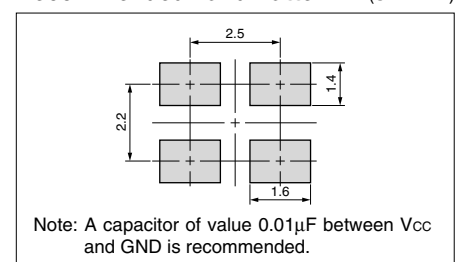 2.5
1.4
2.2
1.6
Note: A capacitor of value 0.01μF between Vcc
and GND is recommended.